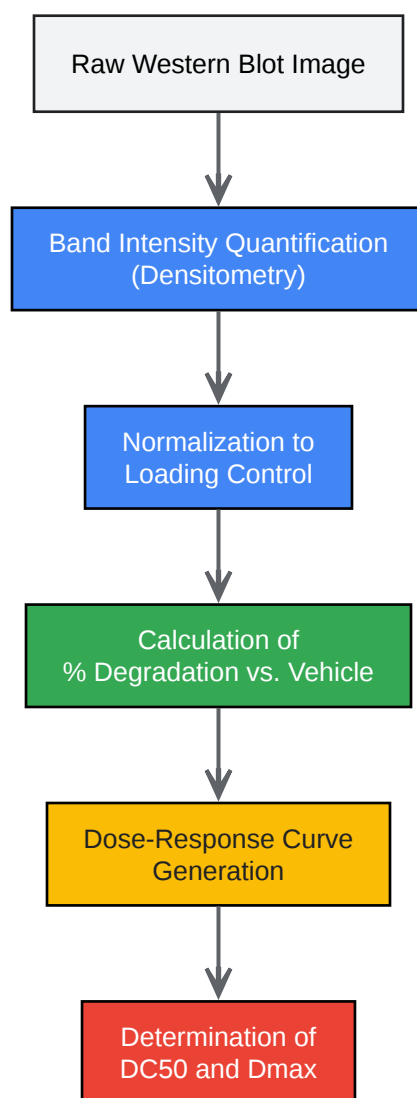 Raw Western Blot Image
Band Intensity Quantification
(Densitometry)
Normalization to
Loading Control
Calculation of
% Degradation vs. Vehicle
Dose-Response Curve
Generation
Determination of
DC50 and Dmax